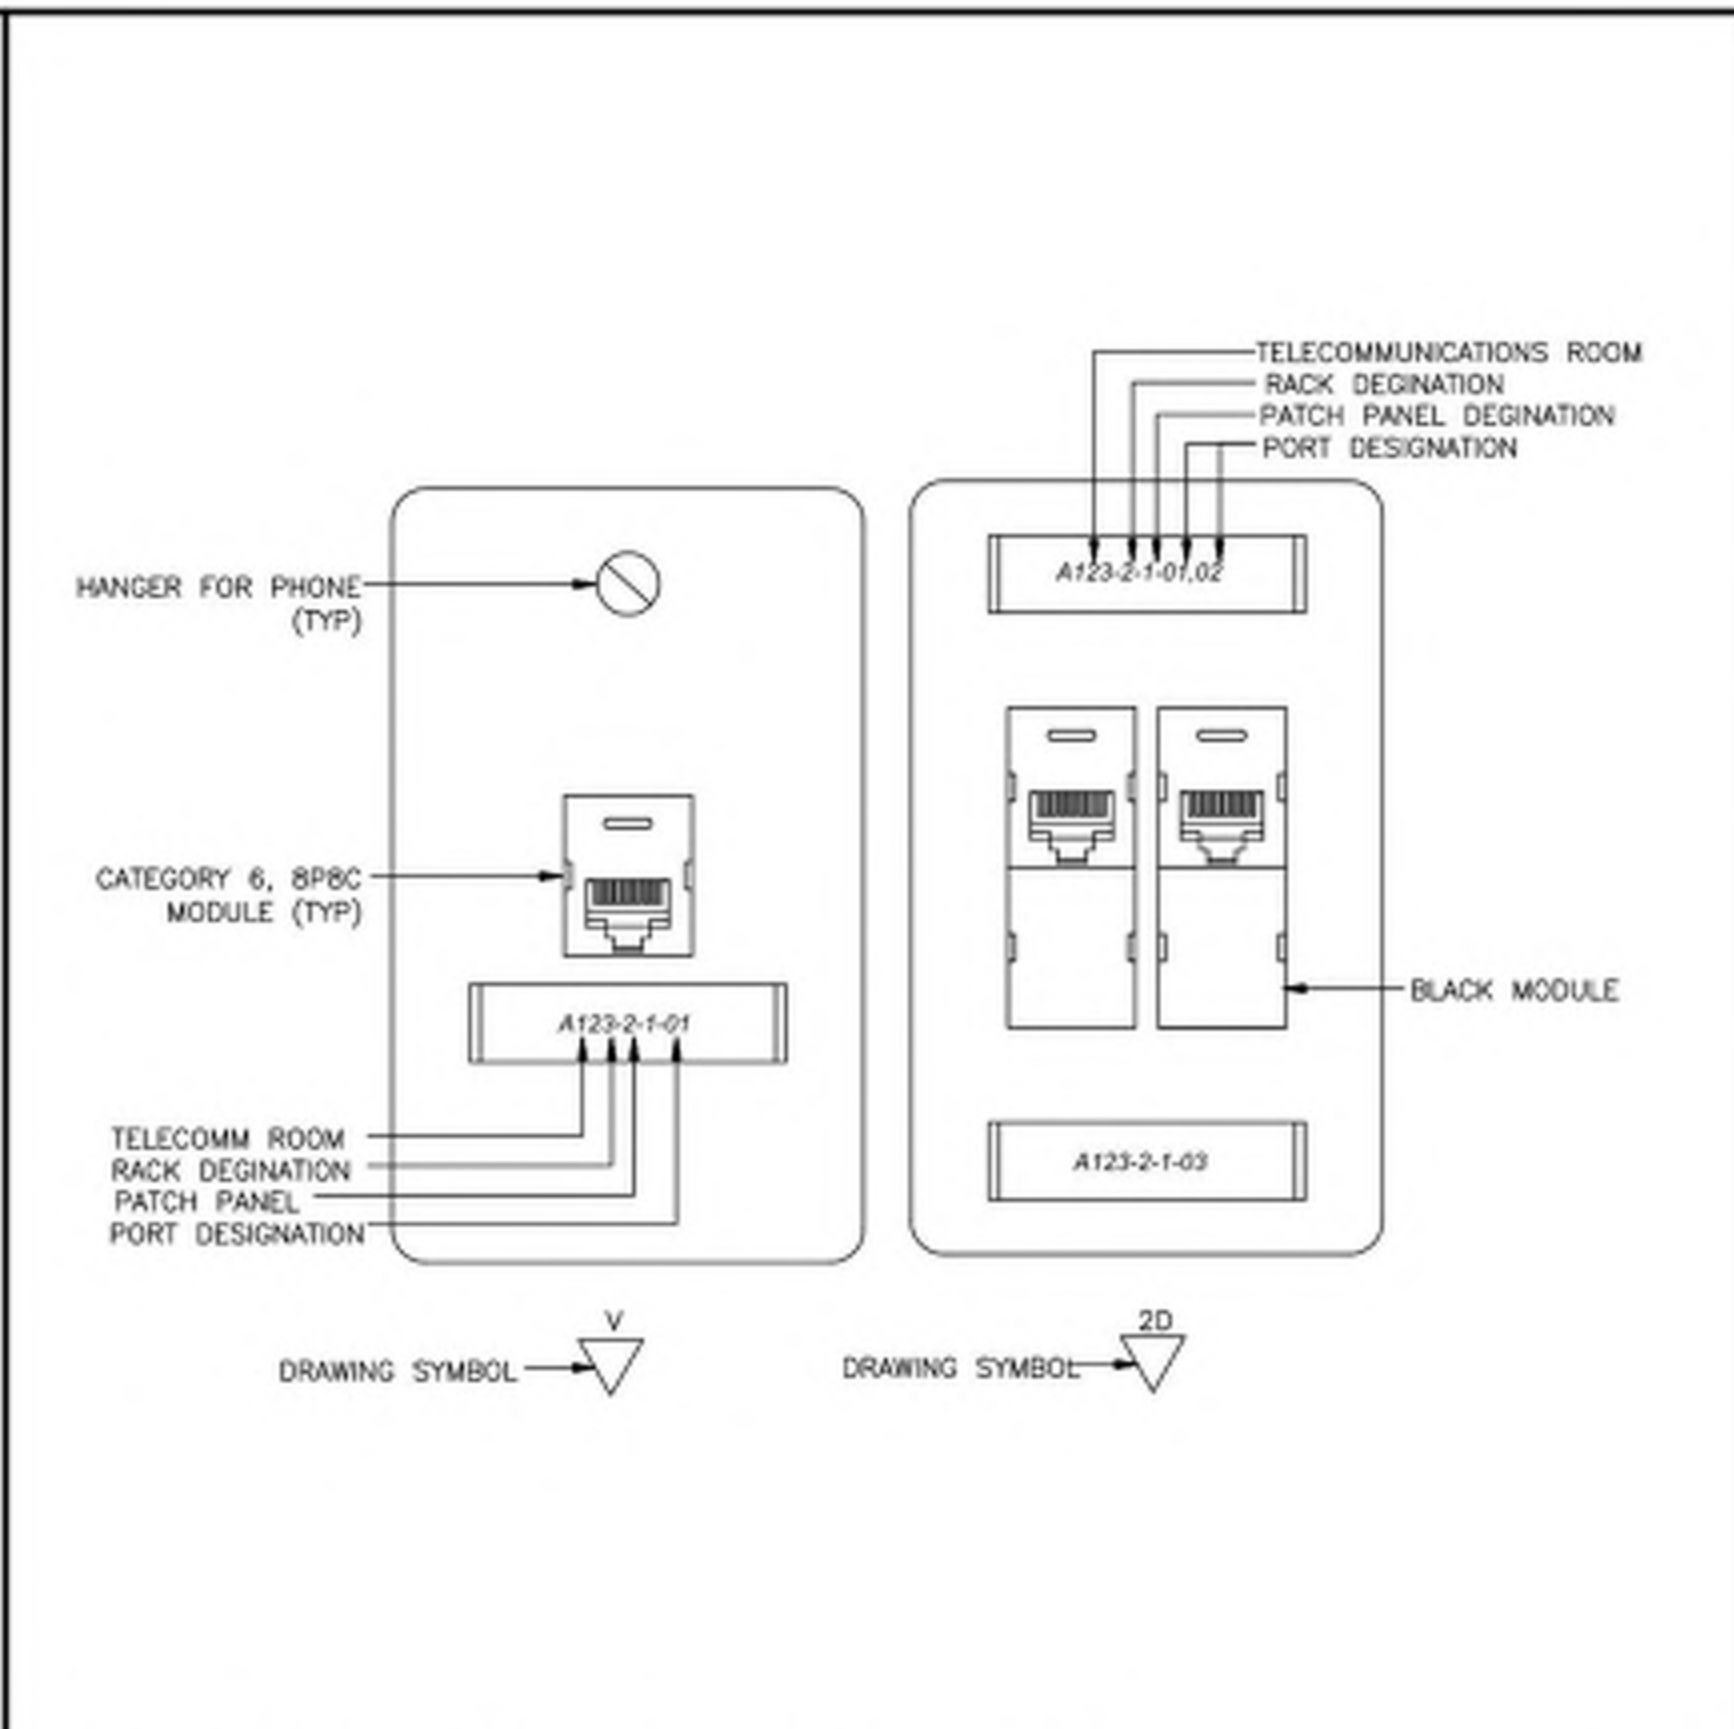 TELECOMMUNICATIONS ROOM
RACK DEGINATION
PATCH PANEL DEGINATION
PORT DESIGNATION
A123-2-1-01,02
HANGER FOR PHONE
(TYP)
CATEGORY 6, 8P8C
MODULE (TYP)
BLACK MODULE
A123-2-1-01
TELECOMM ROOM
RACK DEGINATION
PATCH PANEL
PORT DESIGNATION
A123-2-1-03
V
DRAWING SYMBOL
2D
DRAWING SYMBOL